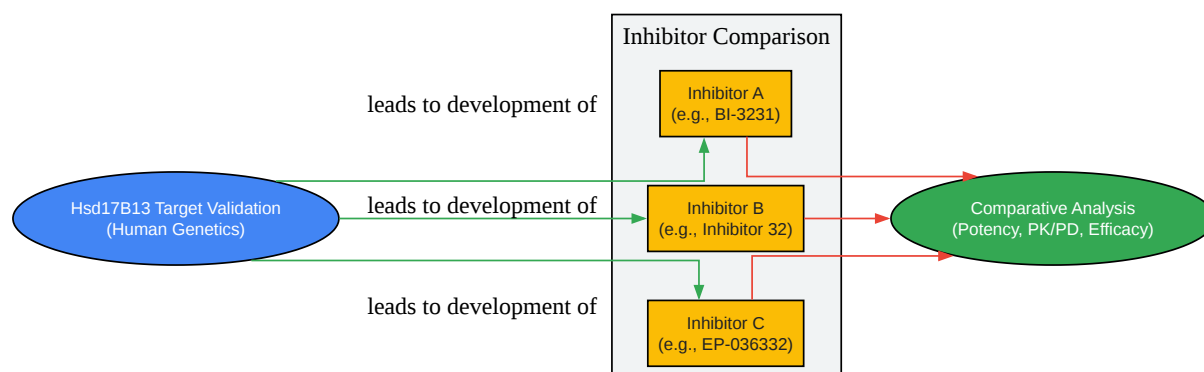 Inhibitor Comparison
leads to development of
Inhibitor A
(e.g., BI-3231)
Hsd17B13 Target Validation
(Human Genetics)
leads to development of
Inhibitor B
(e.g., Inhibitor 32)
Comparative Analysis
(Potency, PK/PD, Efficacy)
leads to development of
Inhibitor C
(e.g., EP-036332)